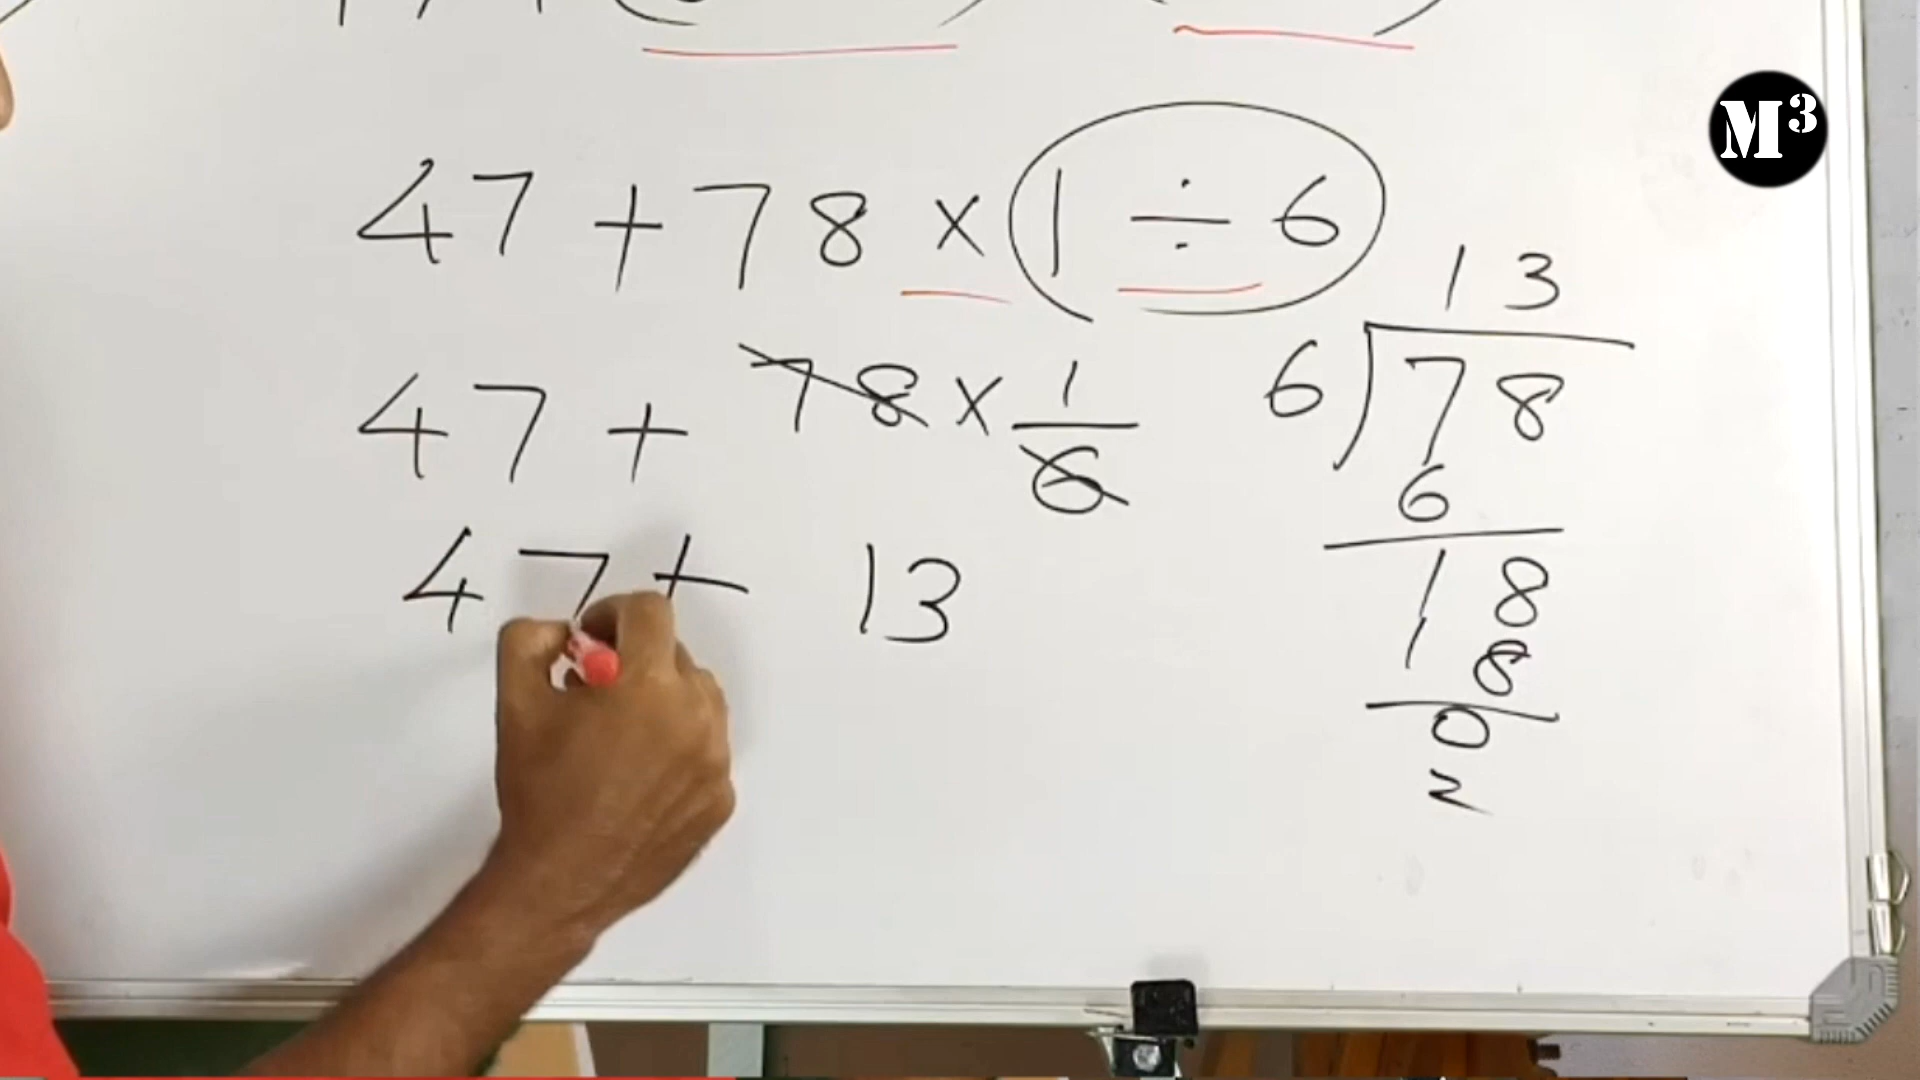 47 + 78 × 1 ÷ 6
47 + 78 × 1/6
47 + 13
13
6)78
6
18
18
0
M³